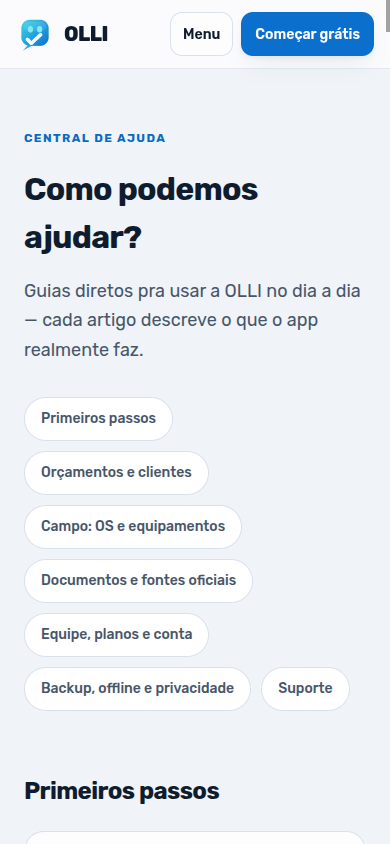 OLLI
Menu
Começar grátis
CENTRAL DE AJUDA
Como podemos
ajudar?
Guias diretos pra usar a OLLI no dia a dia
— cada artigo descreve o que o app
realmente faz.
Primeiros passos
Orçamentos e clientes
Campo: OS e equipamentos
Documentos e fontes oficiais
Equipe, planos e conta
Backup, offline e privacidade
Suporte
Primeiros passos